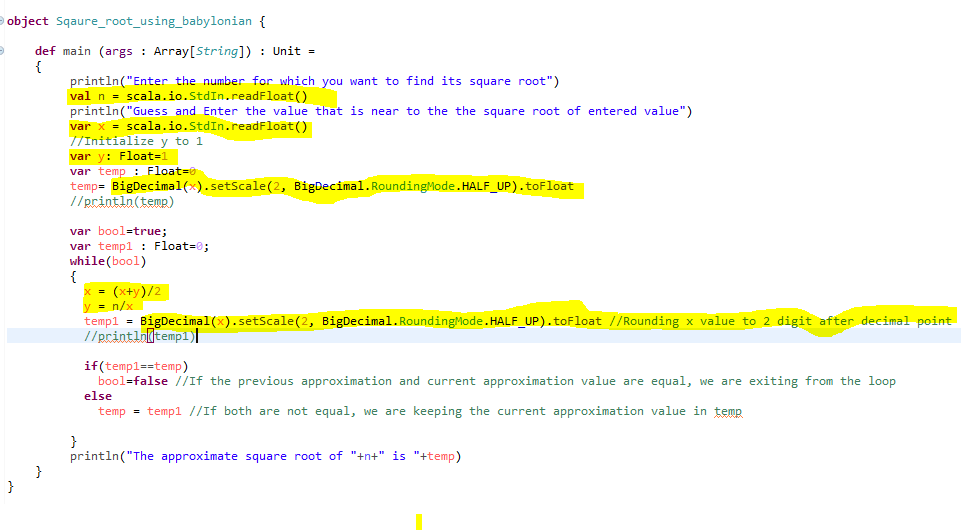 object Sqaure_root_using_babylonian {
def main (args : Array[String]) : Unit =
{
println("Enter the number for which you want to find its square root")
val n = scala.io.StdIn.readFloat()
println("Guess and Enter the value that is near to the the square root of entered value")
var x = scala.io.StdIn.readFloat()
//Initialize y to 1
var y: Float=1
var temp : Float=0
temp= BigDecimal(x).setScale(2, BigDecimal.RoundingMode.HALF_UP).toFloat
//println(temp)
var bool=true;
var temp1 : Float=0;
while(bool)
{
x = (x+y)/2
y = n/x
temp1 = BigDecimal(x).setScale(2, BigDecimal.RoundingMode.HALF_UP).toFloat //Rounding x value to 2 digit after decimal point
//println(temp1)
if(temp1==temp)
bool=false //If the previous approximation and current approximation value are equal, we are exiting from the loop
else
temp = temp1 //If both are not equal, we are keeping the current approximation value in temp
}
println("The approximate square root of "+n+" is "+temp)
}
}